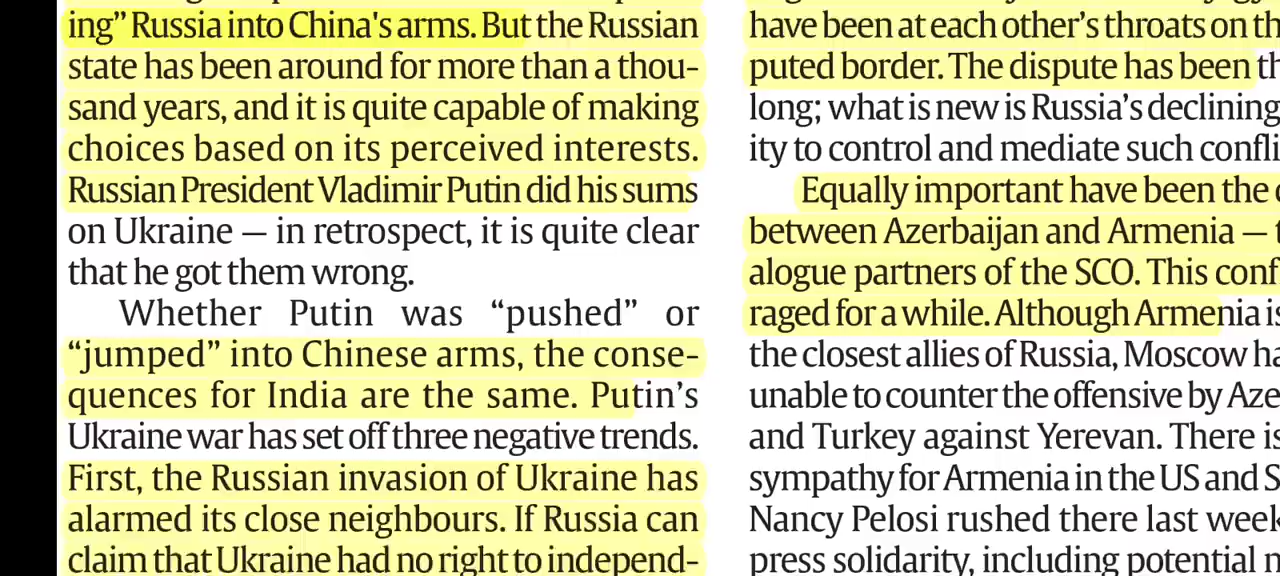 ing” Russia into China's arms. But the Russian
state has been around for more than a thou-
sand years, and it is quite capable of making
choices based on its perceived interests.
Russian President Vladimir Putin did his sums
on Ukraine — in retrospect, it is quite clear
that he got them wrong.
Whether Putin was “pushed” or
“jumped” into Chinese arms, the conse-
quences for India are the same. Putin’s
Ukraine war has set off three negative trends.
First, the Russian invasion of Ukraine has
alarmed its close neighbours. If Russia can
claim that Ukraine had no right to independ-
have been at each other’s throats on
puted border. The dispute has been
long; what is new is Russia’s declining
ity to control and mediate such
Equally important have been the
between Azerbaijan and Armenia —
alogue partners of the SCO. This
raged for a while. Although Armenia is
the closest allies of Russia, Moscow
unable to counter the offensive by
and Turkey against Yerevan. There is
sympathy for Armenia in the US and
Nancy Pelosi rushed there last week
press solidarity, including potential